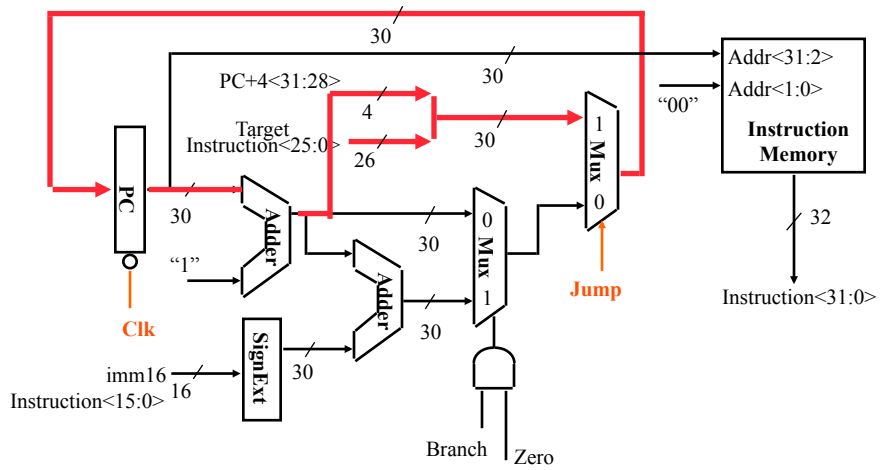 30
30
PC+4<31:28>
4
Target
Instruction<25:0>
26
30
1
Mux
0
Addr<31:2>
Addr<1:0>
“00”
Instruction
Memory
32
Instruction<31:0>
PC
30
Adder
“1”
Clk
30
0
Mux
1
Adder
30
Jump
SignExt
30
imm16
16
Instruction<15:0>
Branch
Zero